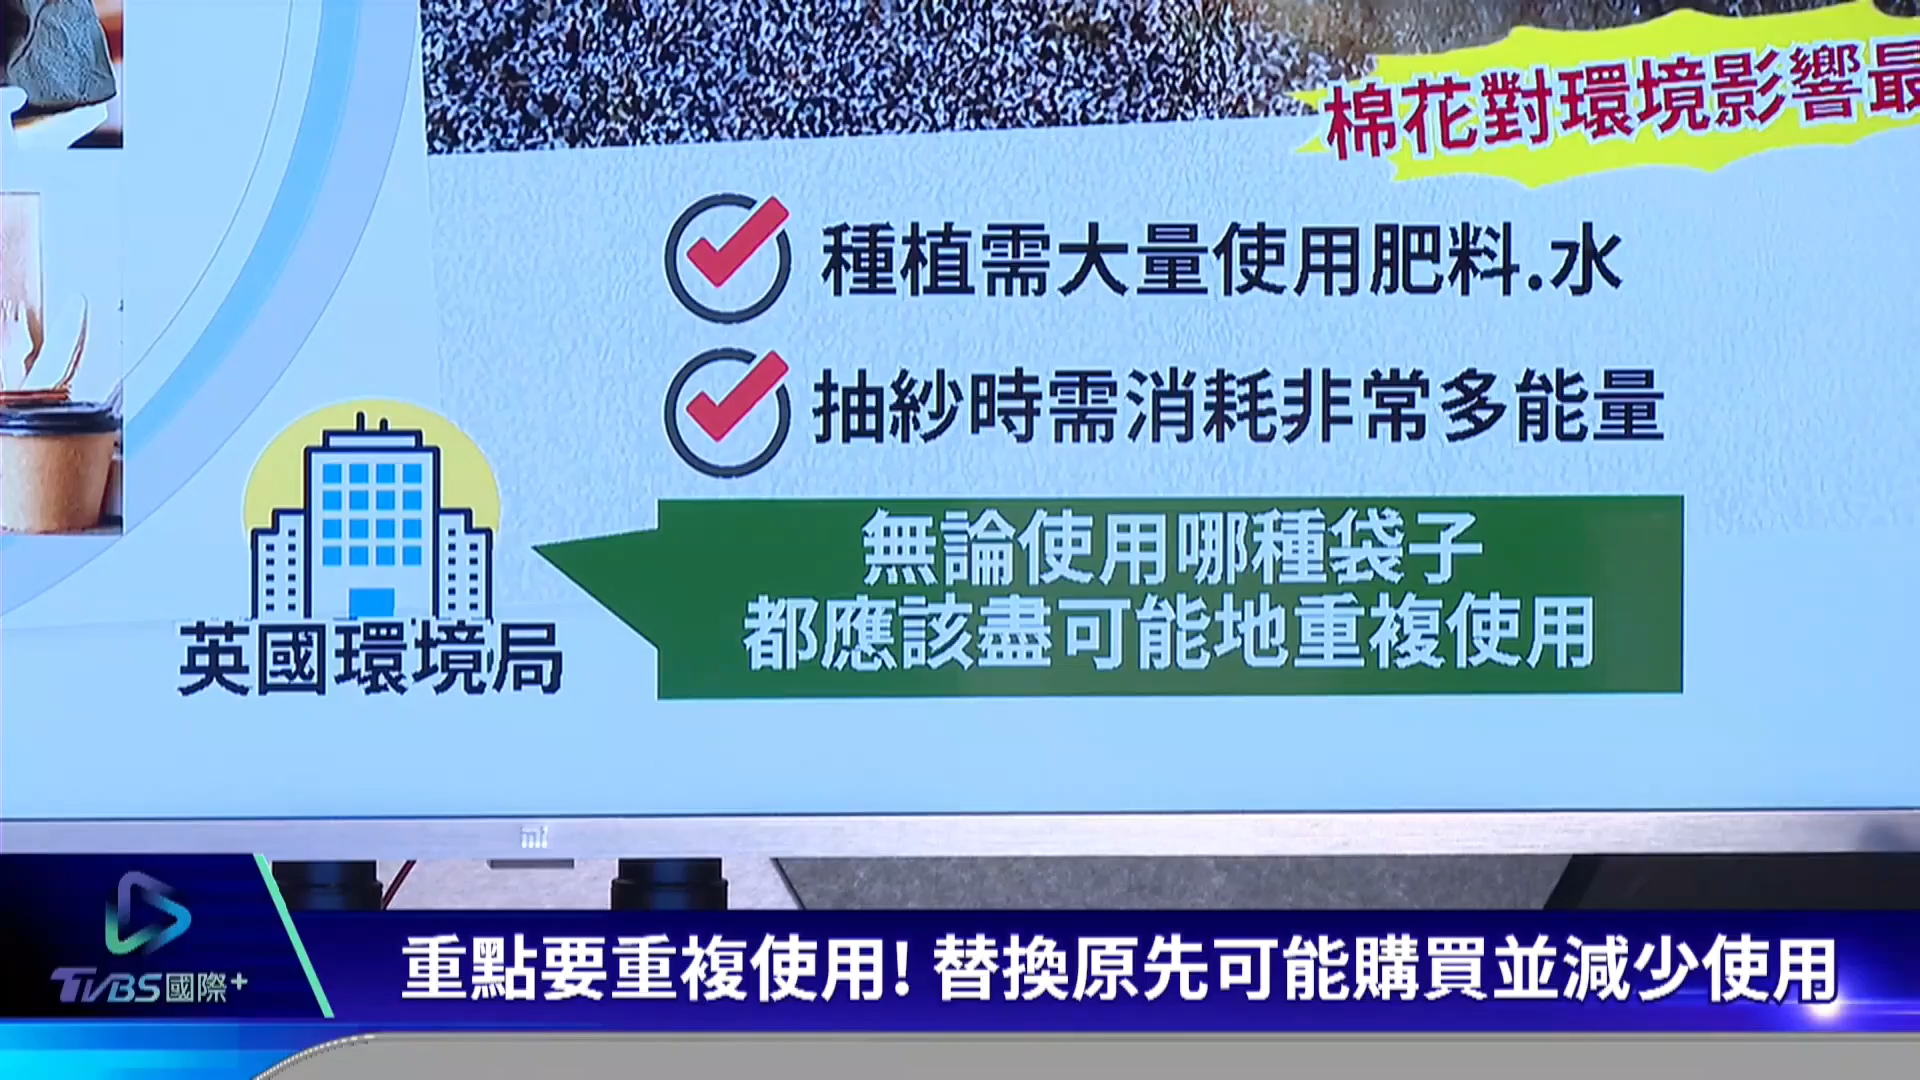 棉花對環境影響最
種植需大量使用肥料.水
抽紗時需消耗非常多能量
無論使用哪種袋子
都應該盡可能地重複使用
英國環境局
mi
TVBS國際+
重點要重複使用! 替換原先可能購買並減少使用